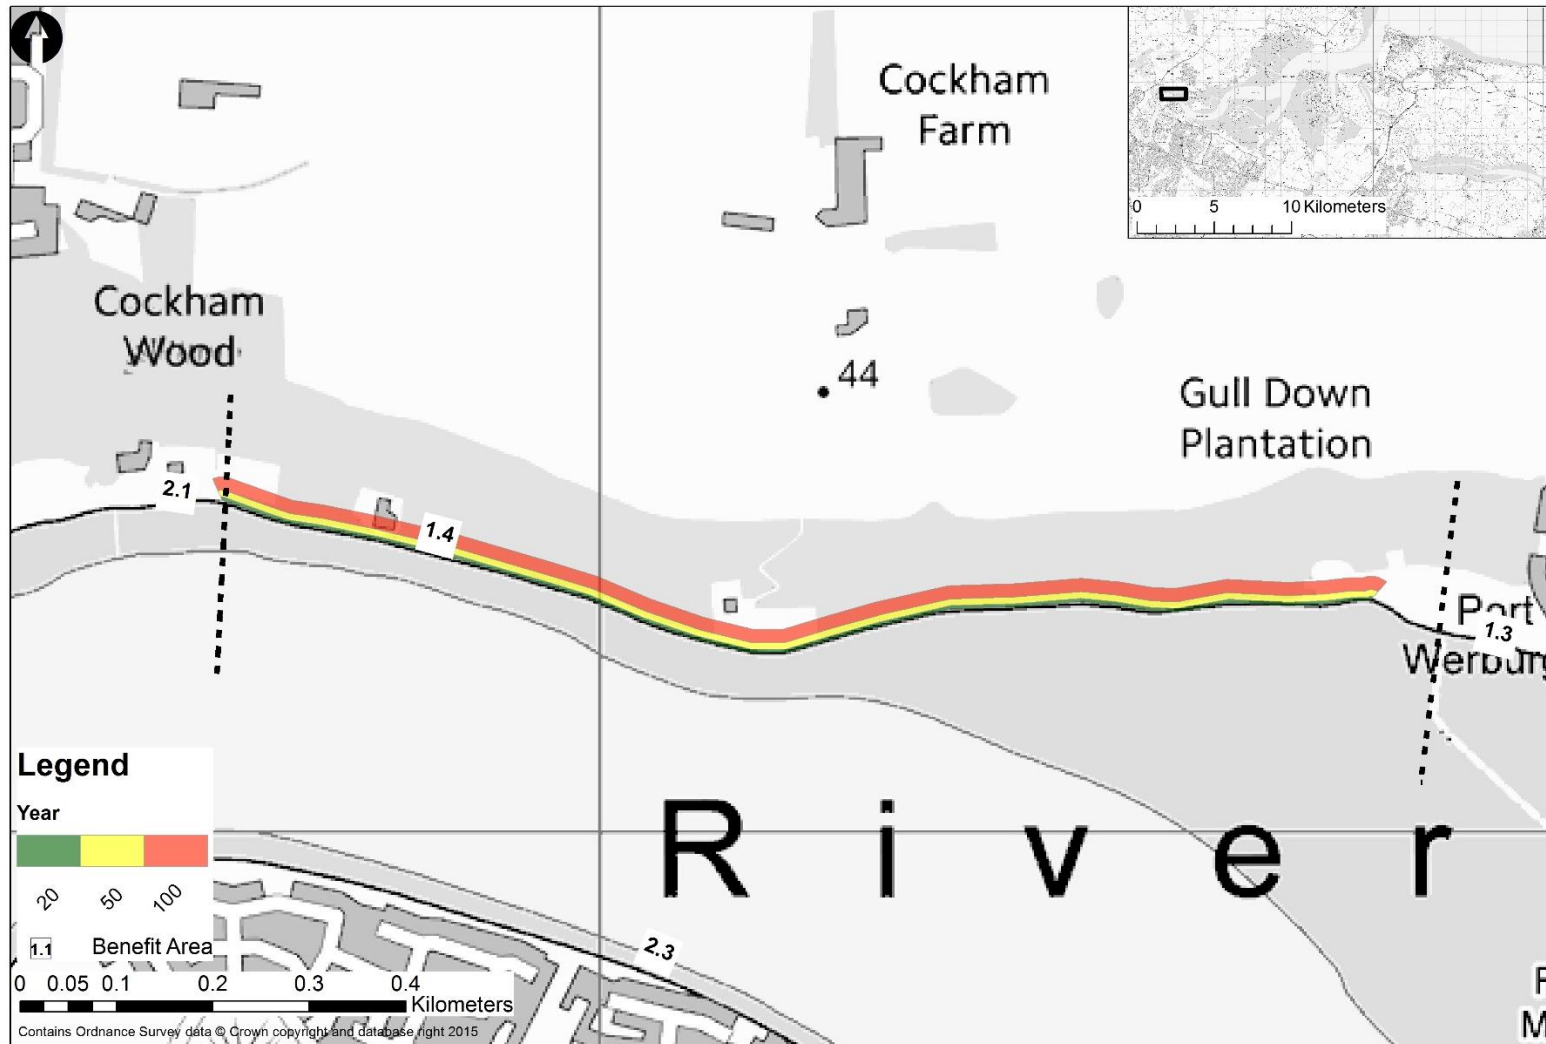 Cockham
Farm
0 5 10 Kilometers
Cockham
Wood
44
Gull Down
Plantation
2.1
1.4
Port
1.3
River
Legend
Year
20 50 100
1.1 Benefit Area
2.3
0 0.05 0.1 0.2 0.3 0.4
Kilometers
Contains Ordnance Survey data © Crown copyright and database right 2015